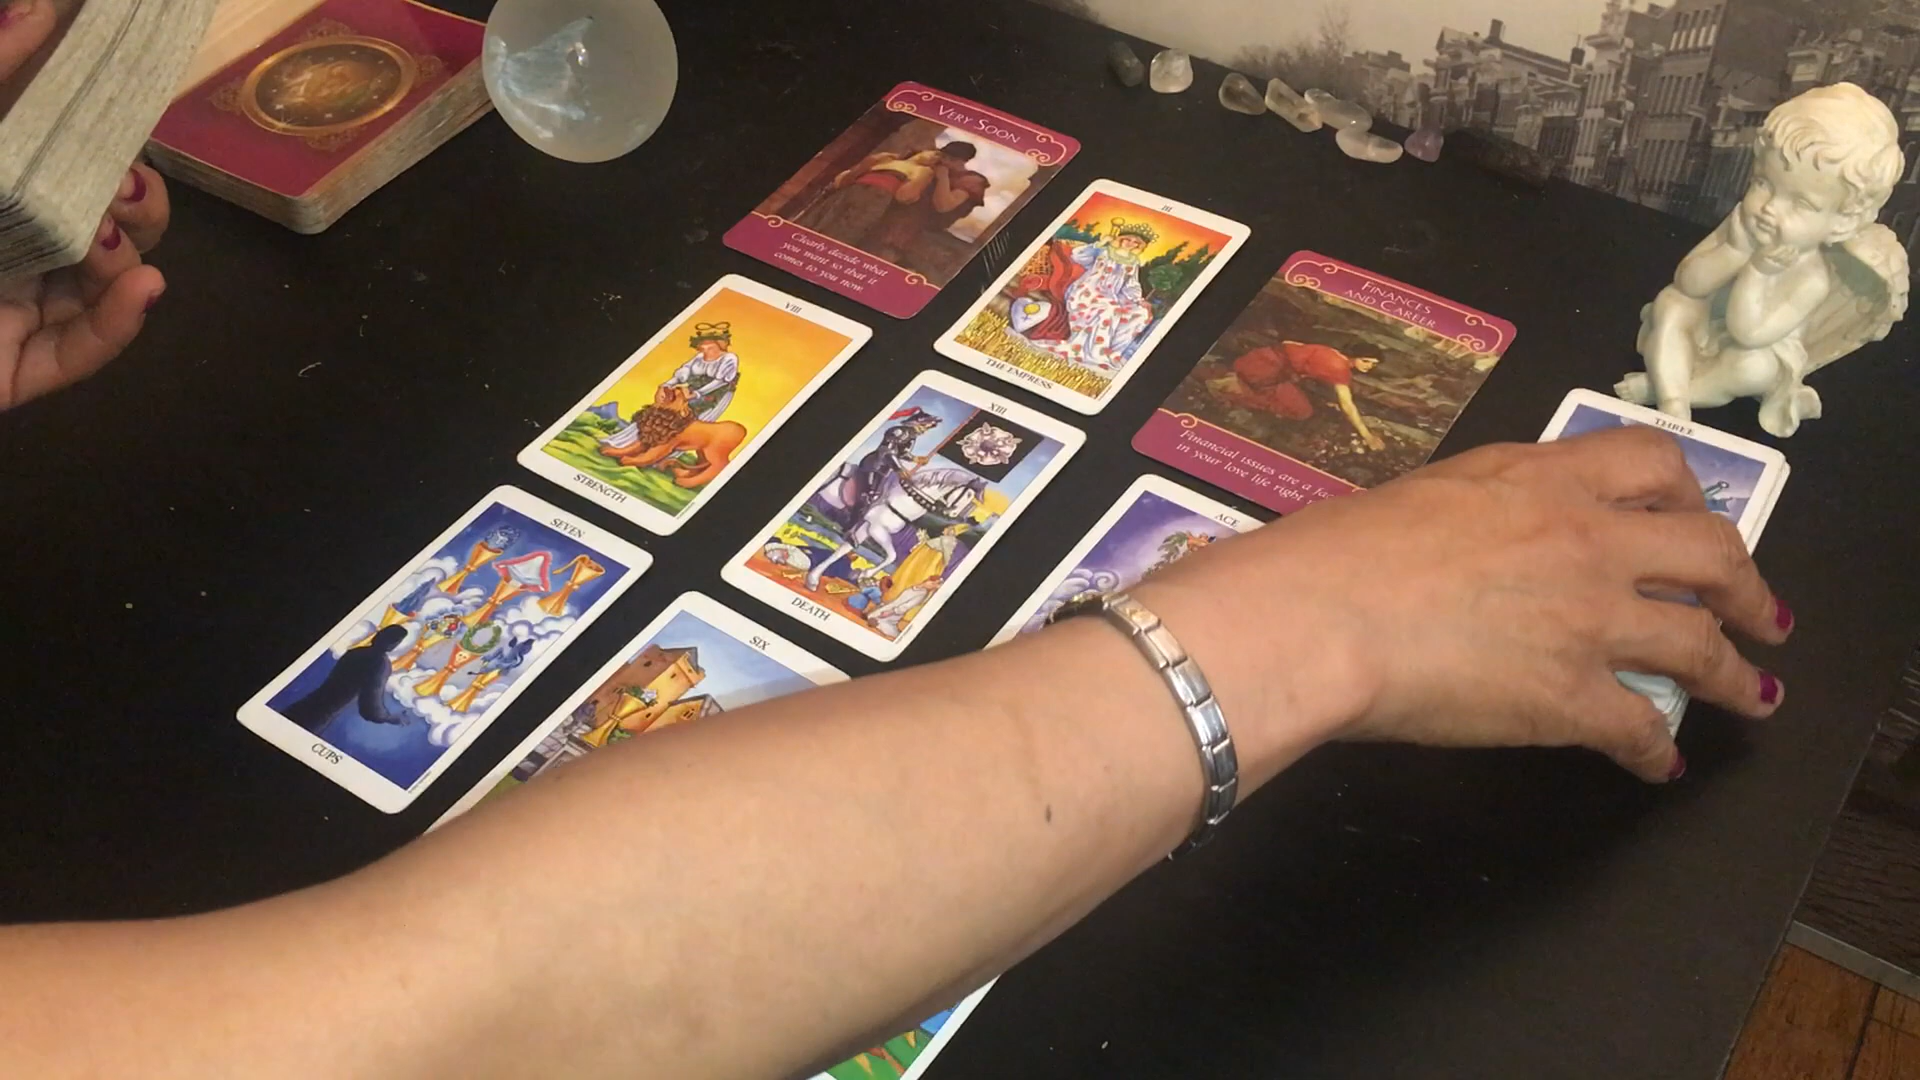 VERY SOON
Clearly decide what
you want so that it
comes to you now
III
THE EMPRESS
FINANCES
AND CAREER
Financial issues are a
in your love life right
VIII
STRENGTH
XIII
DEATH
ACE
THREE
SEVEN
CUPS
SIX